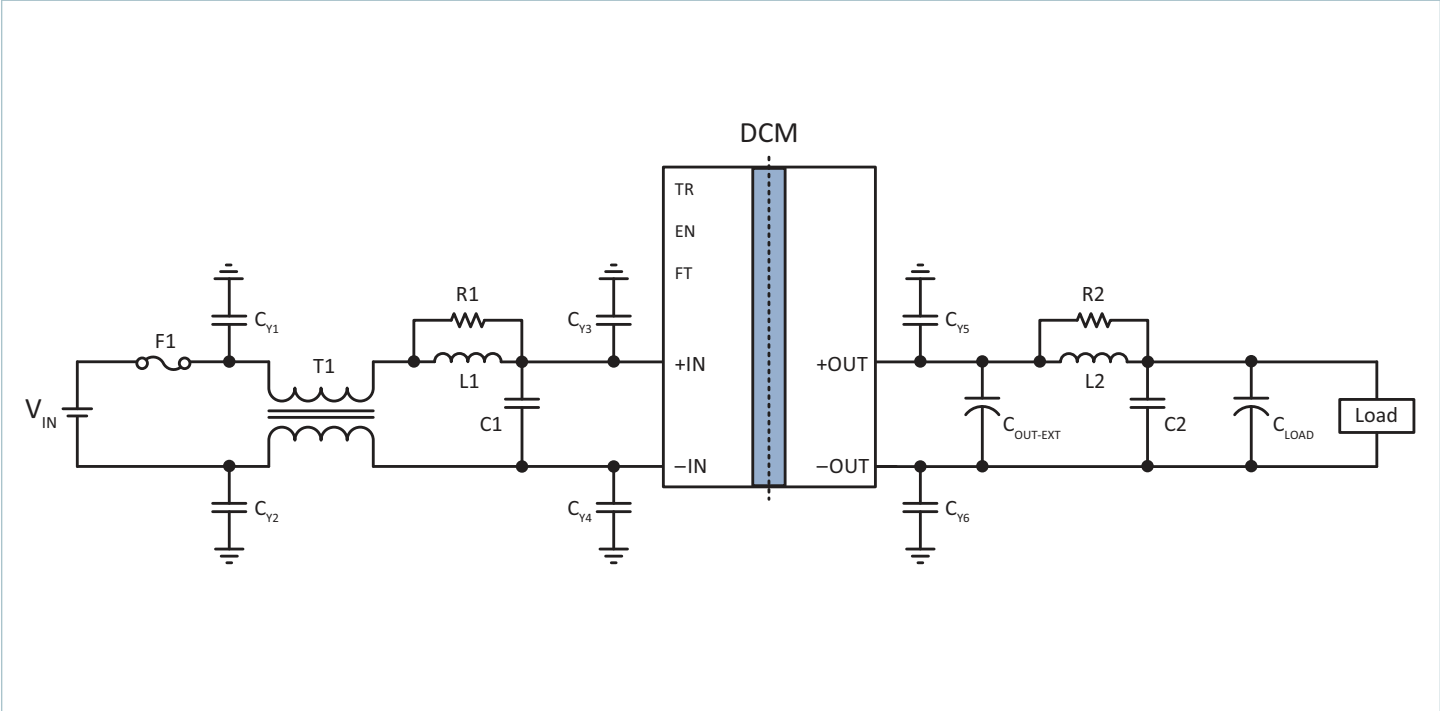 DCM
TR
EN
FT
R1
R2
CY1
CY3
CY5
F1
T1
L1
+IN
+OUT
L2
VIN
C1
COUT-EXT
C2
CLOAD
Load
−IN
−OUT
CY2
CY4
CY6